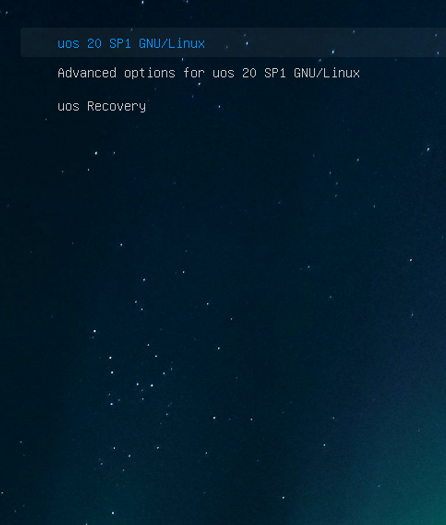 uos 20 SP1 GNU/Linux
Advanced options for uos 20 SP1 GNU/Linux
uos Recovery